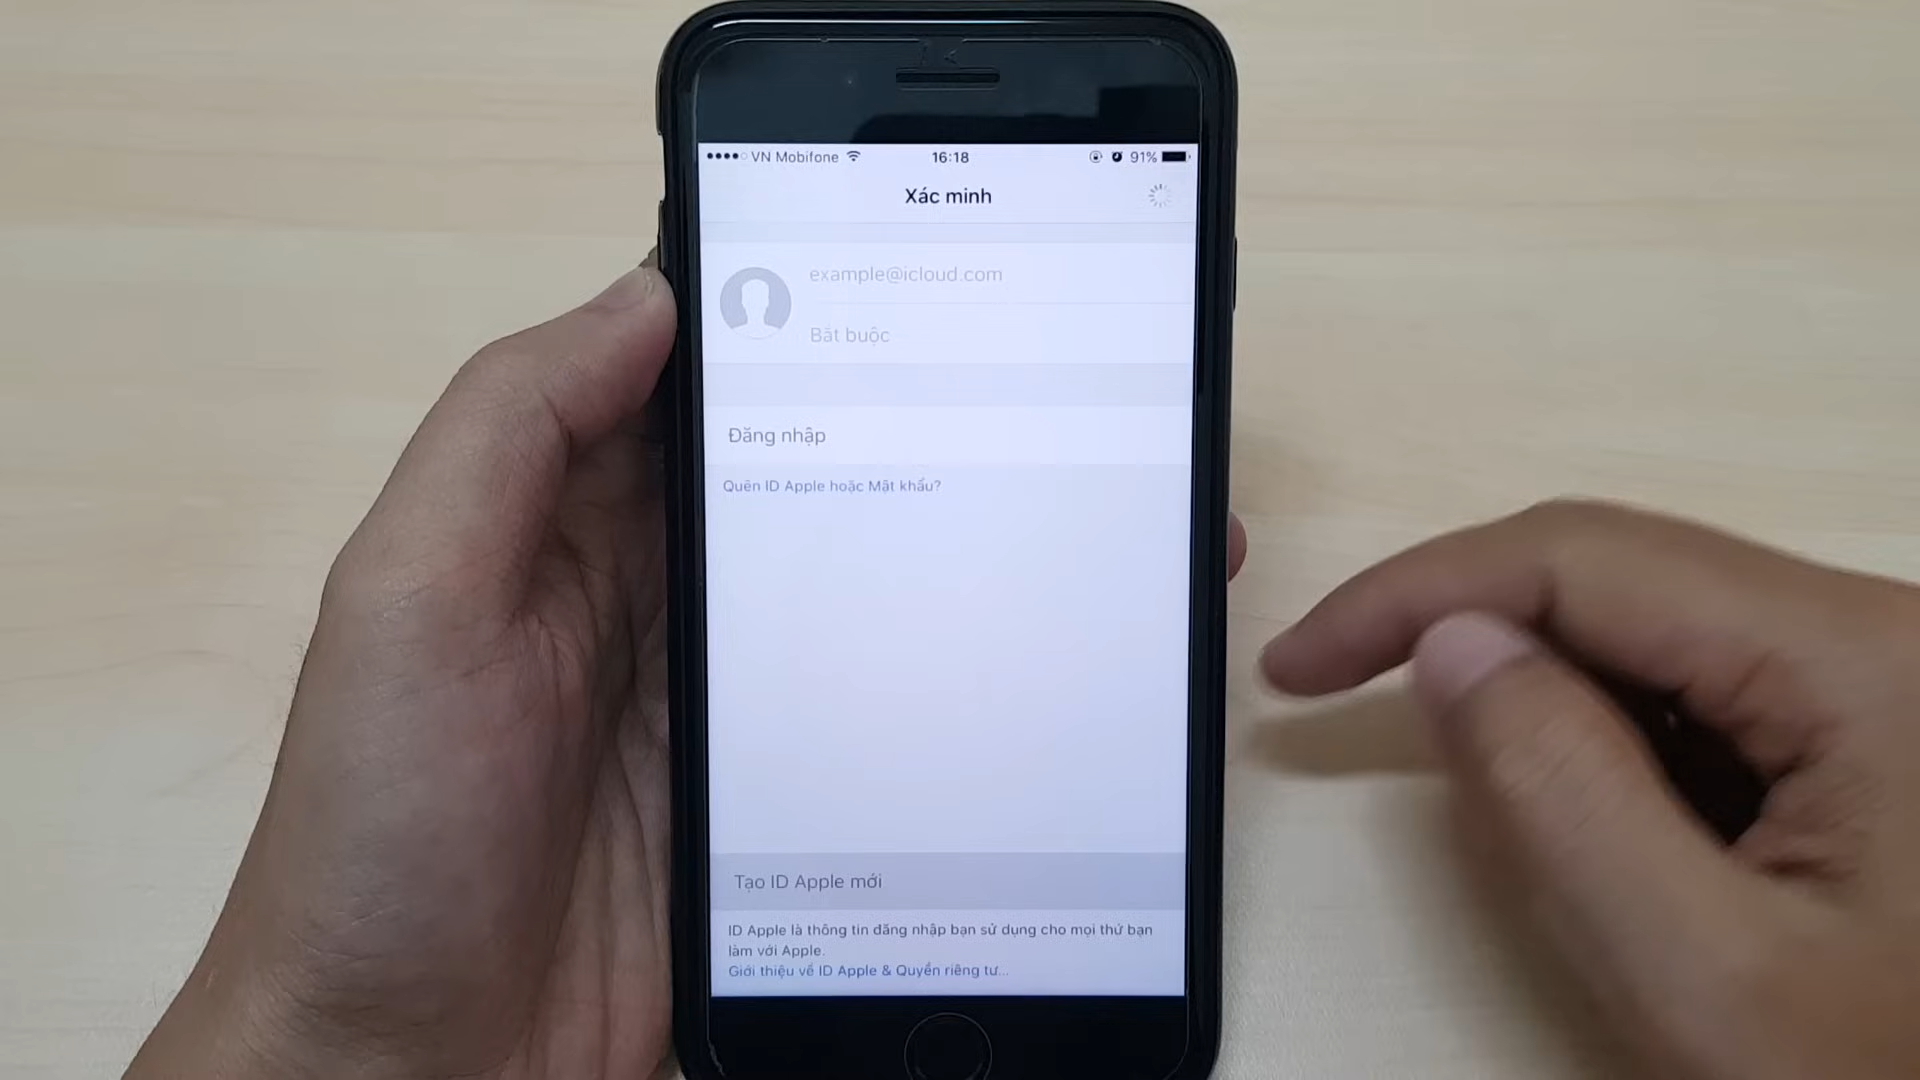 VN Mobifone 16:18 91%
Xác minh
example@icloud.com
Bắt buộc
Đăng nhập
Quên ID Apple hoặc Mật khẩu?
Tạo ID Apple mới
ID Apple là thông tin đăng nhập bạn sử dụng cho mọi thứ bạn
làm với Apple.
Giới thiệu về ID Apple & Quyền riêng tư...